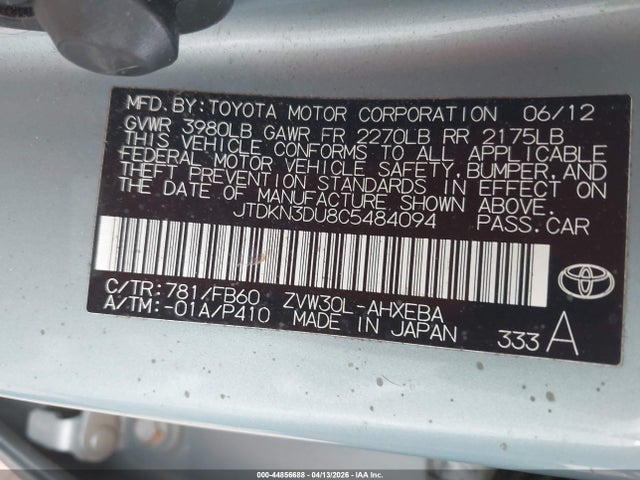 MFD. BY: TOYOTA MOTOR CORPORATION 06/12
GVWR 3980LB GAWR FR 2270LB RR 2175LB
THIS VEHICLE CONFORMS TO ALL APPLICABLE
FEDERAL MOTOR VEHICLE SAFETY, BUMPER, AND
THEFT PREVENTION STANDARDS IN EFFECT ON
THE DATE OF MANUFACTURE SHOWN ABOVE.
JTDKN3DU8C5484094 PASS.CAR
C/TR: 781/FB60 ZVW30L-AHXEBA
A/TM: -01A/P410 MADE IN JAPAN 333 A
000-44856688 - 04/13/2026 - IAA Inc.